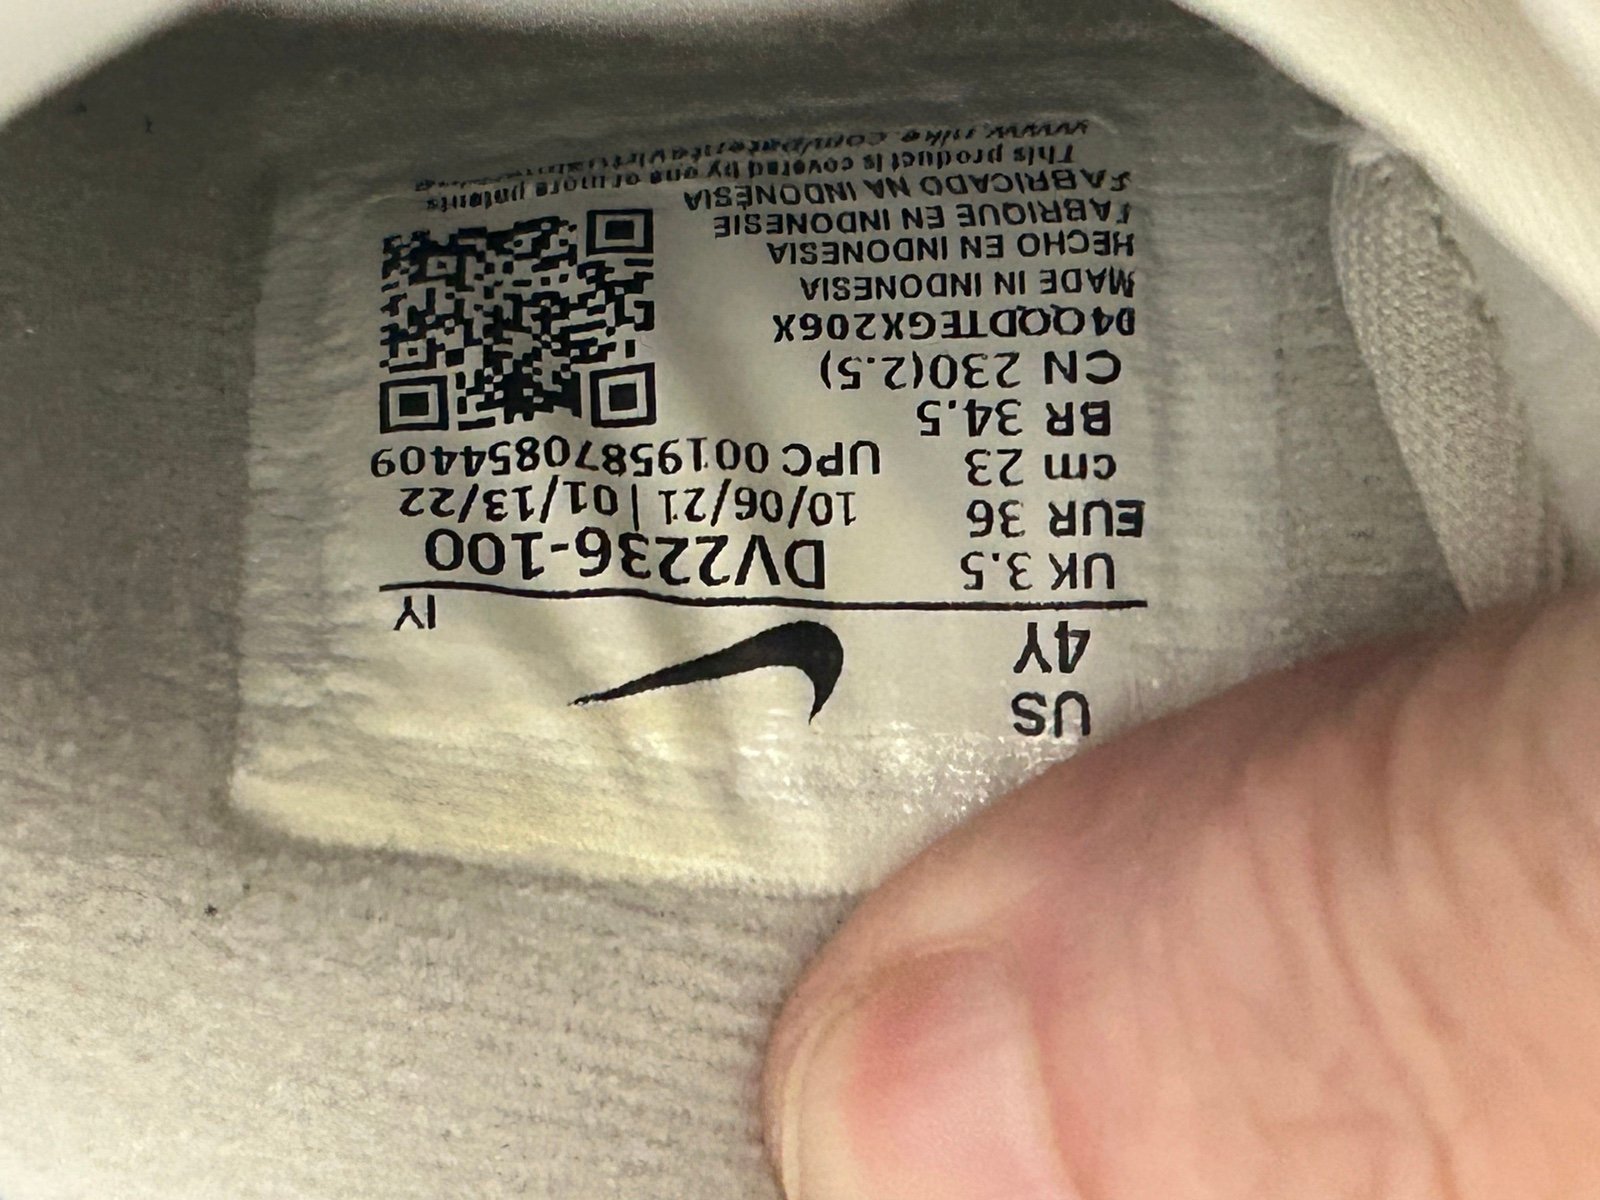 US
4Y
IY
UK 3.5
EUR 36
cm 23
BR 34.5
CN 230(2.5)
DV2236-100
10/06/21 | 01/13/22
UPC 00195870854409
D4QQDTEGX206X
MADE IN INDONESIA
HECHO EN INDONESIA
FABRIQUE EN INDONESIE
FABRICADO NA INDONÉSIA
This product is covered by one or more patents